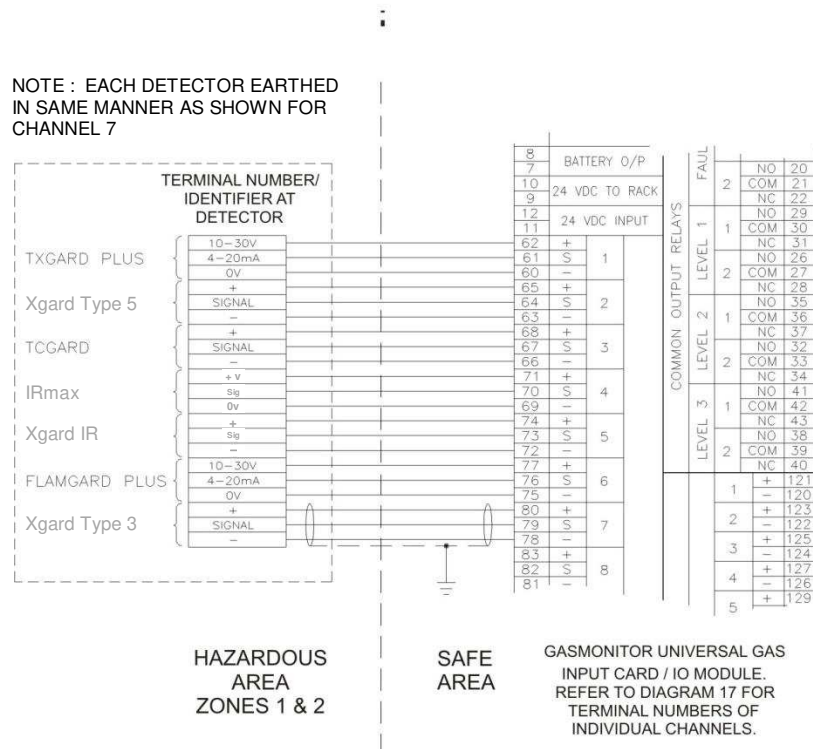 NOTE : EACH DETECTOR EARTHED
IN SAME MANNER AS SHOWN FOR
CHANNEL 7
TERMINAL NUMBER/
IDENTIFIER AT
DETECTOR
TXGARD PLUS
10-30V
4-20mA
0V
Xgard Type 5
+
SIGNAL
-
TCGARD
+
SIGNAL
-
IRmax
+ V
Sig
0v
Xgard IR
+
Sig
-
FLAMGARD PLUS
10-30V
4-20mA
0V
Xgard Type 3
+
SIGNAL
-
8
7
BATTERY O/P
10
9
24 VDC TO RACK
12
11
24 VDC INPUT
62 +
61 S 1
60 -
65 +
64 S 2
63 -
68 +
67 S 3
66 -
71 +
70 S 4
69 -
74 +
73 S 5
72 -
77 +
76 S 6
75 -
80 +
79 S 7
78 -
83 +
82 S 8
81 -
COMMON OUTPUT RELAYS
FAUL
2
NO 20
COM 21
NC 22
LEVEL 1
1
NO 29
COM 30
NC 31
2
NO 26
COM 27
NC 28
LEVEL 2
1
NO 35
COM 36
NC 37
2
NO 32
COM 33
NC 34
LEVEL 3
1
NO 41
COM 42
NC 43
2
NO 38
COM 39
NC 40
1
+ 121
- 120
2
+ 123
- 122
3
+ 125
- 124
4
+ 127
- 126
5
+ 129
HAZARDOUS
AREA
ZONES 1 & 2
SAFE
AREA
GASMONITOR UNIVERSAL GAS
INPUT CARD / IO MODULE.
REFER TO DIAGRAM 17 FOR
TERMINAL NUMBERS OF
INDIVIDUAL CHANNELS.